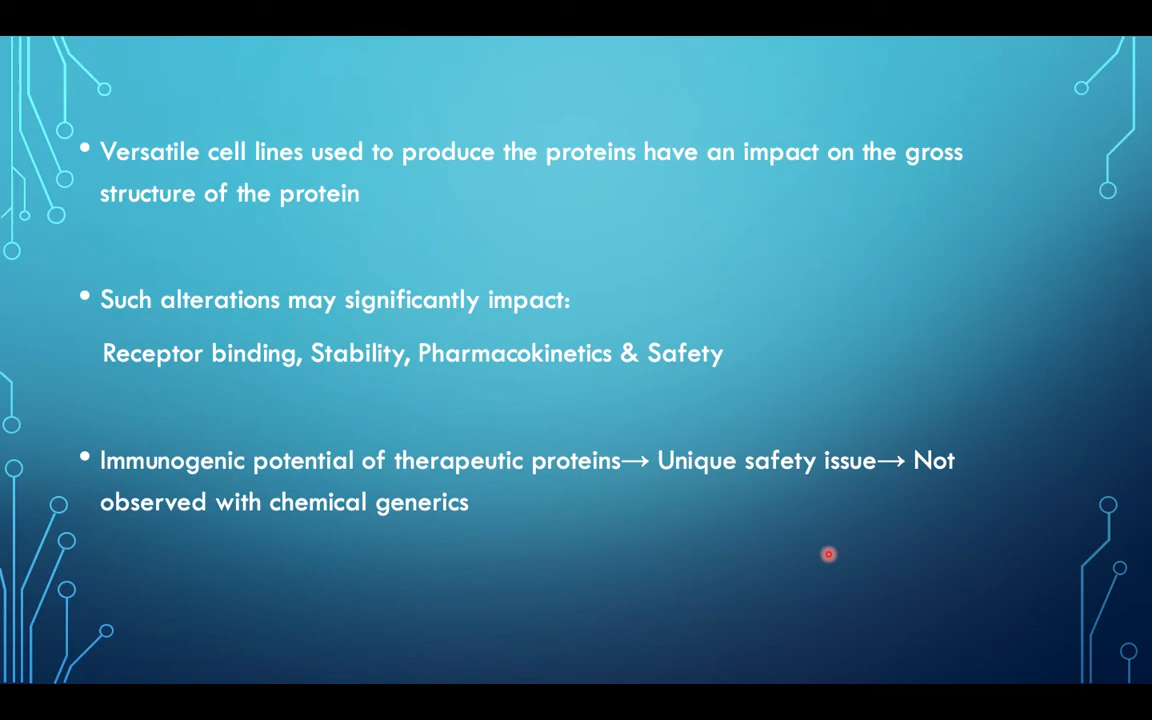 • Versatile cell lines used to produce the proteins have an impact on the gross
structure of the protein
• Such alterations may significantly impact:
Receptor binding, Stability, Pharmacokinetics & Safety
• Immunogenic potential of therapeutic proteins→ Unique safety issue→ Not
observed with chemical generics